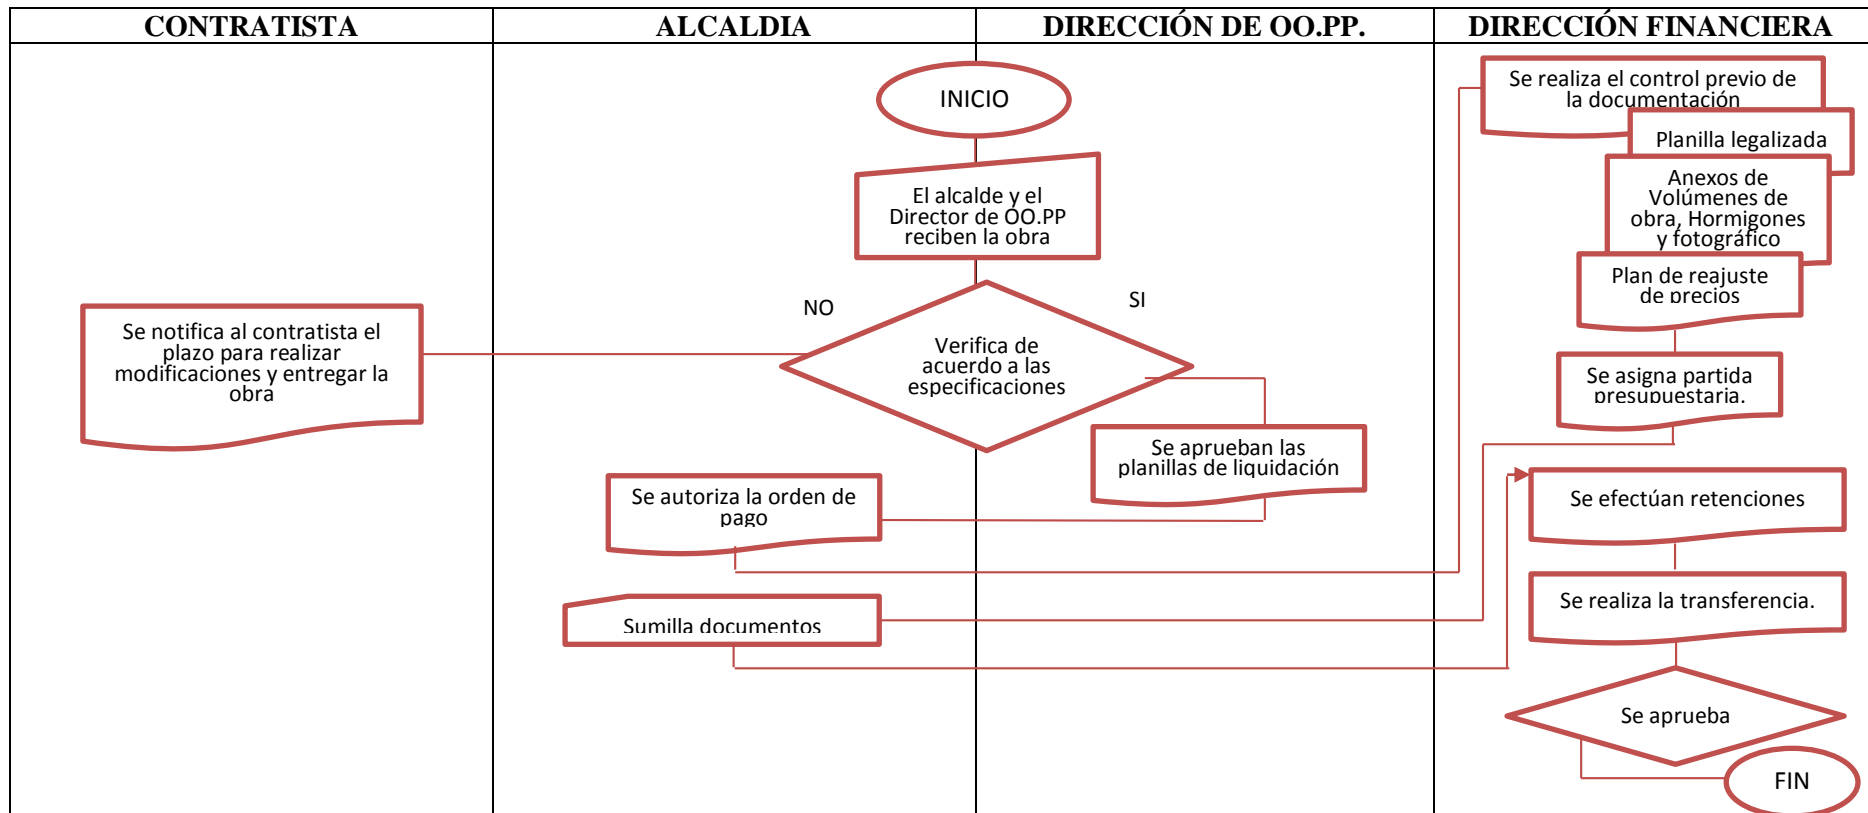 CONTRATISTA
ALCALDIA
DIRECCIÓN DE OO.PP.
DIRECCIÓN FINANCIERA
INICIO
El alcalde y el
Director de OO.PP
reciben la obra
NO
SI
Verifica de
acuerdo a las
especificaciones
Se notifica al contratista el
plazo para realizar
modificaciones y entregar la
obra
Se aprueban las
planillas de liquidación
Se autoriza la orden de
pago
Sumilla documentos
Se realiza el control previo de
la documentación
Planilla legalizada
Anexos de
Volúmenes de
obra, Hormigones
y fotográfico
Plan de reajuste
de precios
Se asigna partida
presupuestaria.
Se efectúan retenciones
Se realiza la transferencia.
Se aprueba
FIN